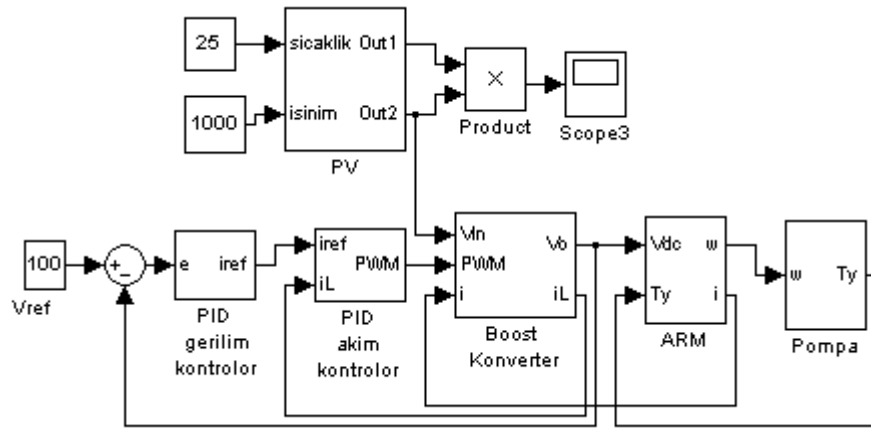 25
sicaklik Out1
1000
isinim Out2
PV
×
Product
Scope3
100
Vref
+
-
e iref
PID
gerilim
kontrolor
iref
PWM
iL
PID
akim
kontrolor
Vin
Vo
PWM
i iL
Boost
Konverter
Vdc w
Ty i
ARM
w Ty
Pompa